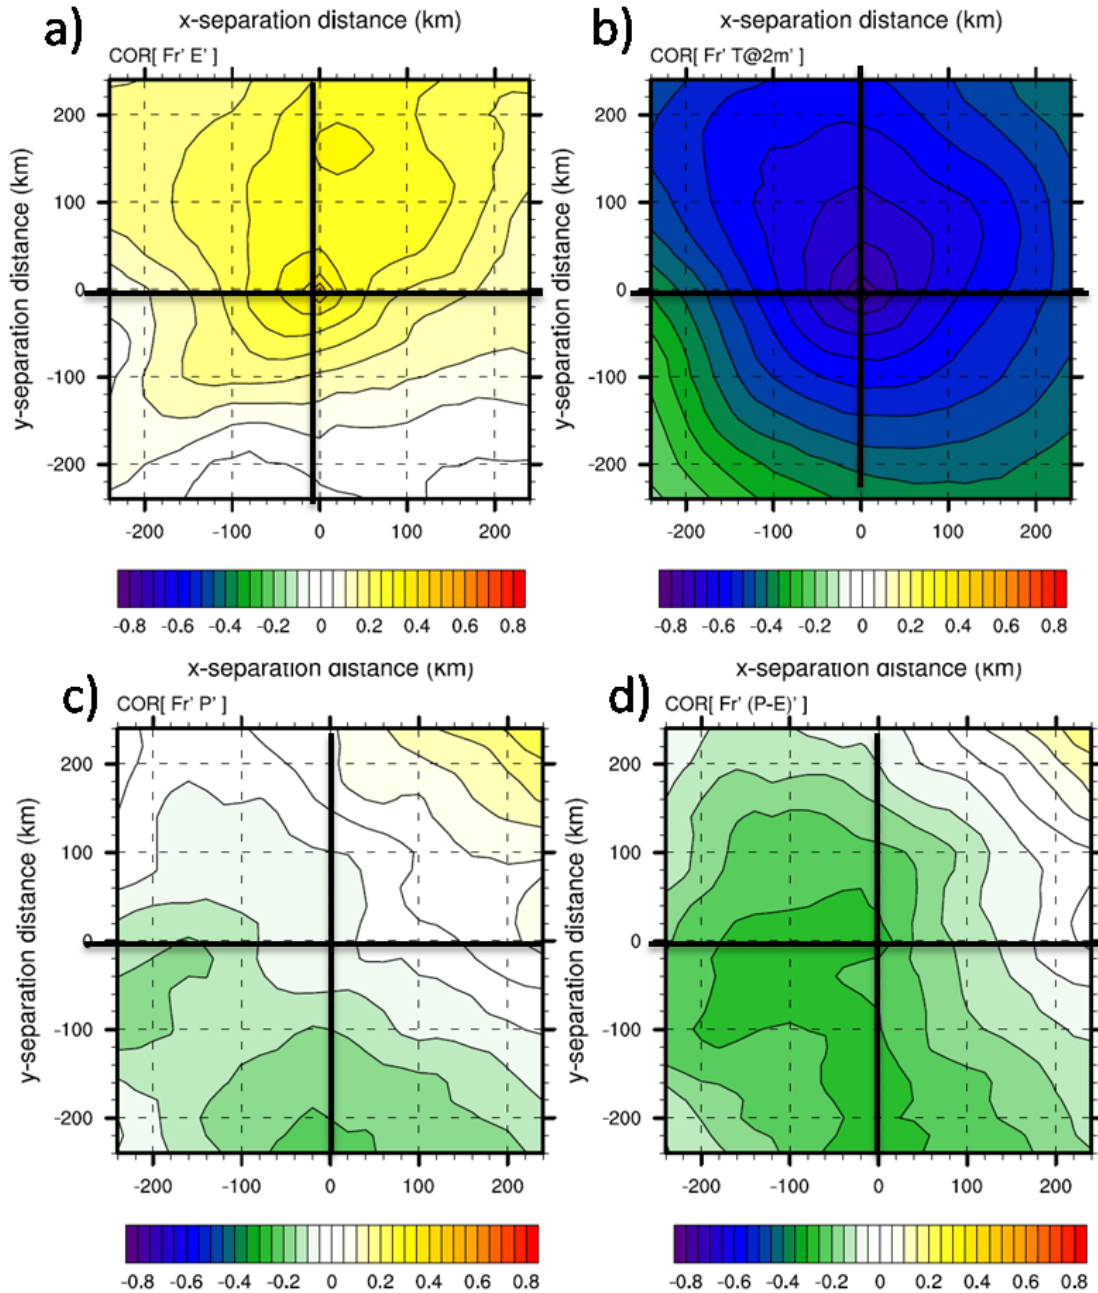 a)
x-separation distance (km)
COR[ Fr' E' ]
y-separation distance (km)
200
100
0
-100
-200
-200 -100 0 100 200
-0.8 -0.6 -0.4 -0.2 0 0.2 0.4 0.6 0.8
b)
x-separation distance (km)
COR[ Fr' T@2m' ]
y-separation distance (km)
200
100
0
-100
-200
-200 -100 0 100 200
-0.8 -0.6 -0.4 -0.2 0 0.2 0.4 0.6 0.8
c)
x-separation distance (km)
COR[ Fr' P' ]
y-separation distance (km)
200
100
0
-100
-200
-200 -100 0 100 200
-0.8 -0.6 -0.4 -0.2 0 0.2 0.4 0.6 0.8
d)
x-separation distance (km)
COR[ Fr' (P-E)' ]
y-separation distance (km)
200
100
0
-100
-200
-200 -100 0 100 200
-0.8 -0.6 -0.4 -0.2 0 0.2 0.4 0.6 0.8